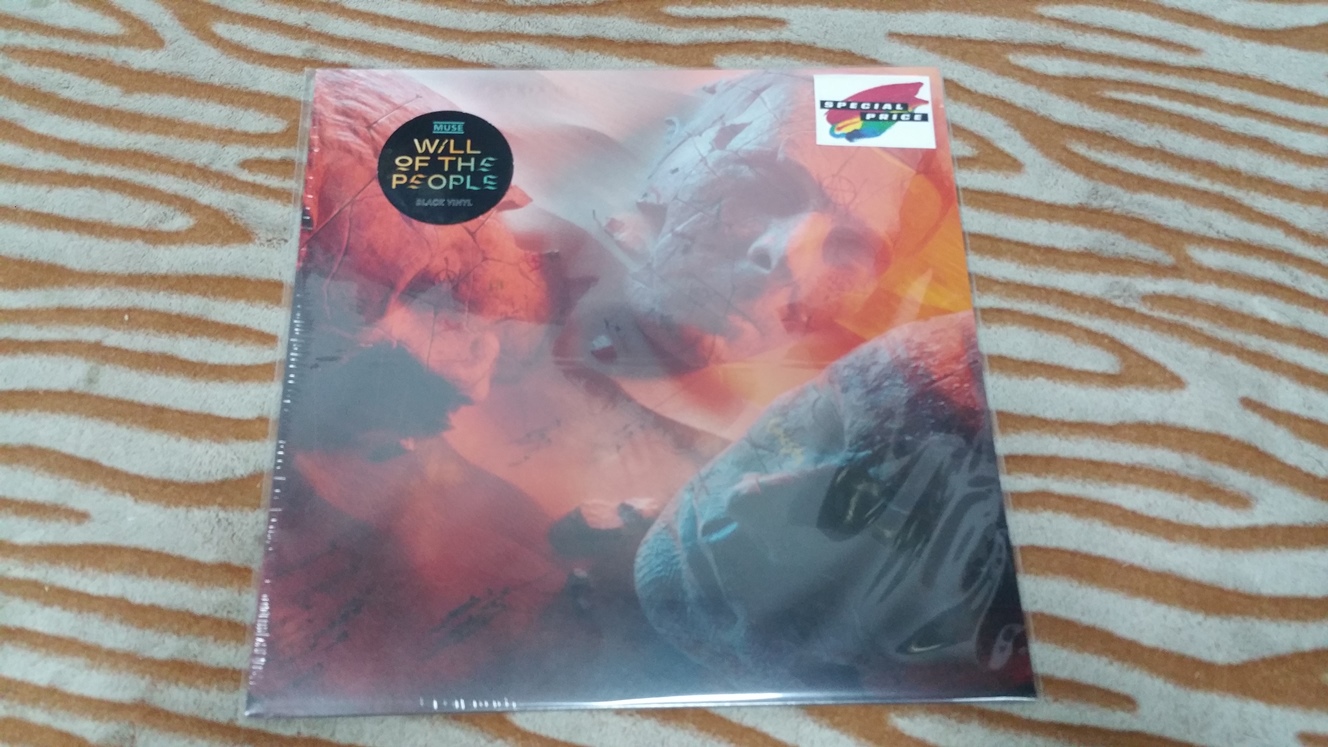 MUSE
WILL
OF THE
PEOPLE
BLACK VINYL
SPECIAL
PRICE